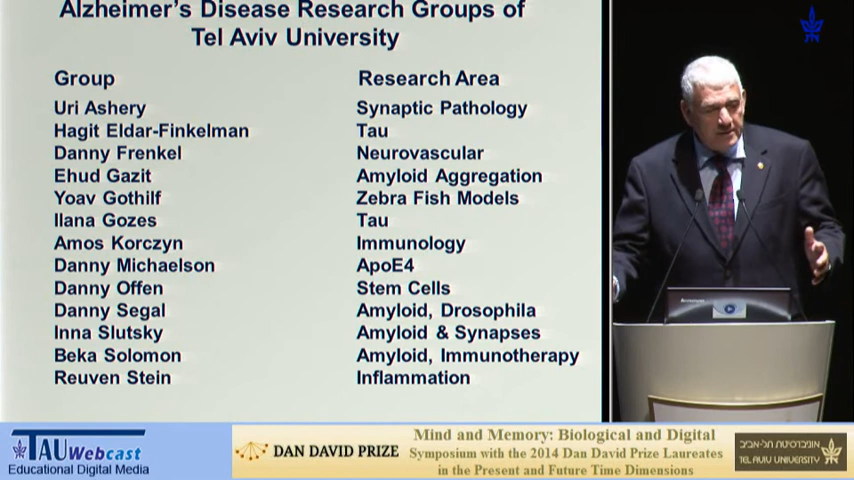 Alzheimer's Disease Research Groups of
Tel Aviv University
Group Research Area
Uri Ashery Synaptic Pathology
Hagit Eldar-Finkelman Tau
Danny Frenkel Neurovascular
Ehud Gazit Amyloid Aggregation
Yoav Gothilf Zebra Fish Models
Ilana Gozes Tau
Amos Korczyn Immunology
Danny Michaelson ApoE4
Danny Offen Stem Cells
Danny Segal Amyloid, Drosophila
Inna Slutsky Amyloid & Synapses
Beka Solomon Amyloid, Immunotherapy
Reuven Stein Inflammation
TAU Webcast
Educational Digital Media
DAN DAVID PRIZE
Mind and Memory: Biological and Digital
Symposium with the 2014 Dan David Prize Laureates
in the Present and Future Time Dimensions
אוניברסיטת תל-אביב
TEL AVIV UNIVERSITY